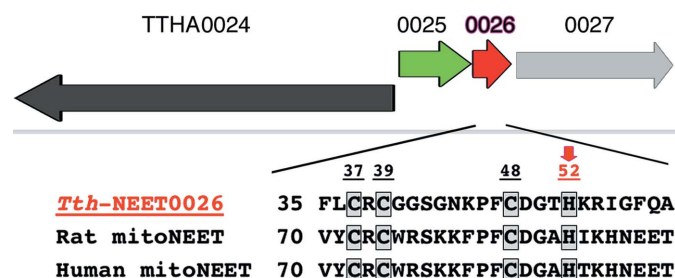 TTHA0024 0025 0026 0027
37 39 48 52
Tth-NEET0026 35 FLCRCGGSGNKPFCDGTHKRIGFQA
Rat mitoNEET 70 VYCRCWRSKKFPFCDGAHIKHNEET
Human mitoNEET 70 VYCRCWRSKKFPFCDGAHTKHNEET